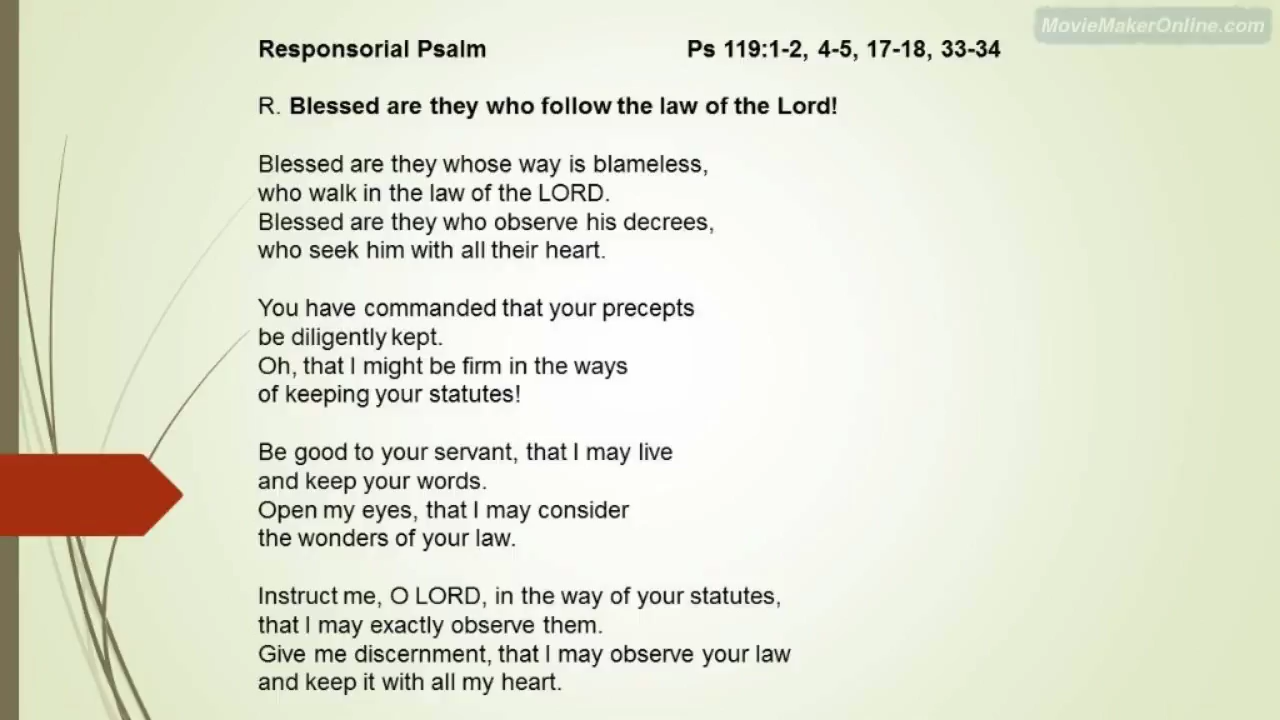 MovieMakerOnline.com
Responsorial Psalm Ps 119:1-2, 4-5, 17-18, 33-34
R. Blessed are they who follow the law of the Lord!
Blessed are they whose way is blameless,
who walk in the law of the LORD.
Blessed are they who observe his decrees,
who seek him with all their heart.
You have commanded that your precepts
be diligently kept.
Oh, that I might be firm in the ways
of keeping your statutes!
Be good to your servant, that I may live
and keep your words.
Open my eyes, that I may consider
the wonders of your law.
Instruct me, O LORD, in the way of your statutes,
that I may exactly observe them.
Give me discernment, that I may observe your law
and keep it with all my heart.